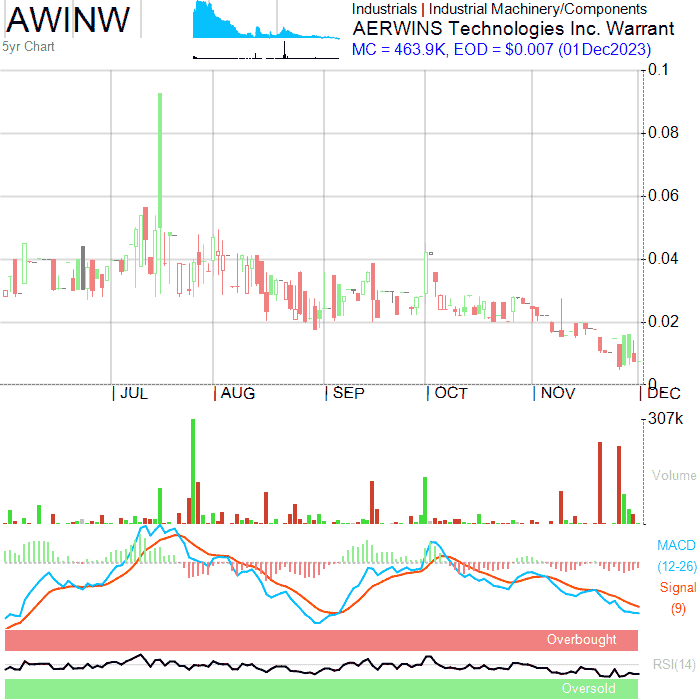 AWINW
5yr Chart
Industrials | Industrial Machinery/Components
AERWINS Technologies Inc. Warrant
MC = 463.9K, EOD = $0.007 (01Dec2023)
0.1
0.08
0.06
0.04
0.02
0
JUL
AUG
SEP
OCT
NOV
DEC
307k
Volume
MACD
(12-26)
Signal
(9)
Overbought
RSI(14)
Oversold